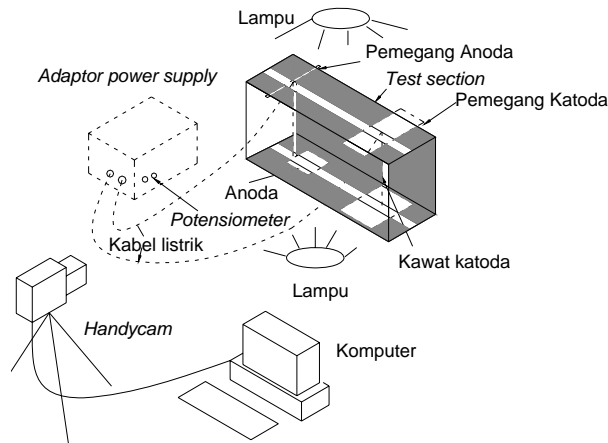 Lampu
Pemegang Anoda
Test section
Adaptor power supply
Pemegang Katoda
Anoda
Potensiometer
Kabel listrik
Kawat katoda
Lampu
Handycam
Komputer